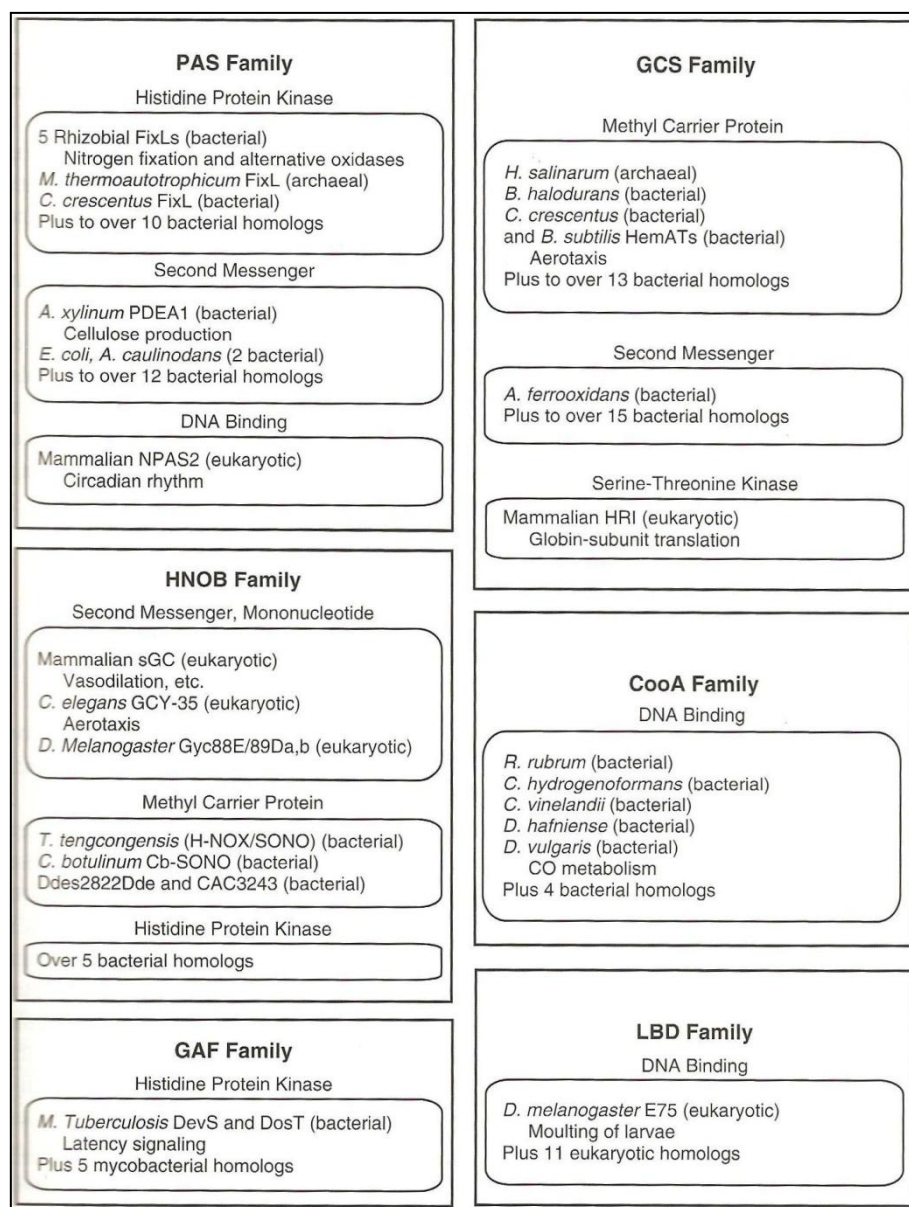 PAS Family
Histidine Protein Kinase
5 Rhizobial FixLs (bacterial)
Nitrogen fixation and alternative oxidases
M. thermoautotrophicum FixL (archaeal)
C. crescentus FixL (bacterial)
Plus to over 10 bacterial homologs
Second Messenger
A. xylinum PDEA1 (bacterial)
Cellulose production
E. coli, A. caulinodans (2 bacterial)
Plus to over 12 bacterial homologs
DNA Binding
Mammalian NPAS2 (eukaryotic)
Circadian rhythm
HNOB Family
Second Messenger, Mononucleotide
Mammalian sGC (eukaryotic)
Vasodilation, etc.
C. elegans GCY-35 (eukaryotic)
Aerotaxis
D. Melanogaster Gyc88E/89Da,b (eukaryotic)
Methyl Carrier Protein
T. tengcongensis (H-NOX/SONO) (bacterial)
C. botulinum Cb-SONO (bacterial)
Ddes2822Dde and CAC3243 (bacterial)
Histidine Protein Kinase
Over 5 bacterial homologs
GAF Family
Histidine Protein Kinase
M. Tuberculosis DevS and DosT (bacterial)
Latency signaling
Plus 5 mycobacterial homologs
GCS Family
Methyl Carrier Protein
H. salinarum (archaeal)
B. halodurans (bacterial)
C. crescentus (bacterial)
and B. subtilis HemATs (bacterial)
Aerotaxis
Plus to over 13 bacterial homologs
Second Messenger
A. ferrooxidans (bacterial)
Plus to over 15 bacterial homologs
Serine-Threonine Kinase
Mammalian HRI (eukaryotic)
Globin-subunit translation
CooA Family
DNA Binding
R. rubrum (bacterial)
C. hydrogenoformans (bacterial)
C. vinelandii (bacterial)
D. hafniense (bacterial)
D. vulgaris (bacterial)
CO metabolism
Plus 4 bacterial homologs
LBD Family
DNA Binding
D. melanogaster E75 (eukaryotic)
Moulting of larvae
Plus 11 eukaryotic homologs